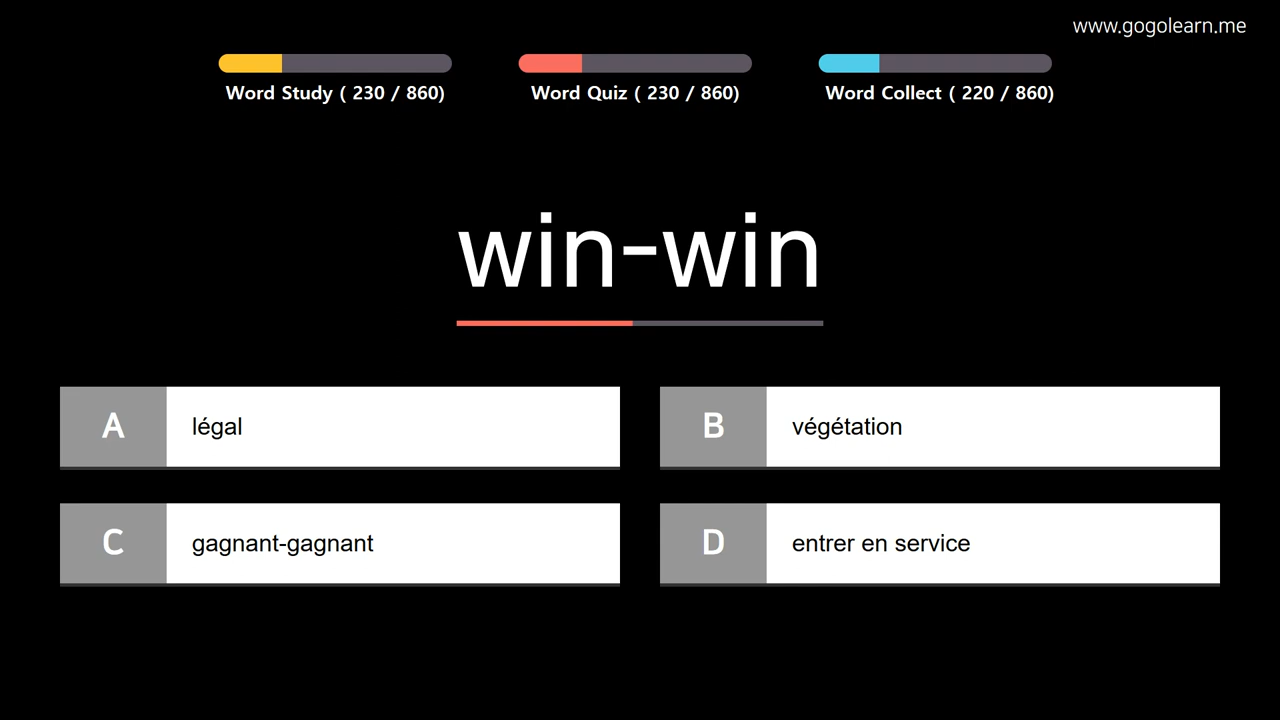 www.gogolearn.me
Word Study ( 230 / 860)
Word Quiz ( 230 / 860)
Word Collect ( 220 / 860)
win-win
A légal
B végétation
C gagnant-gagnant
D entrer en service